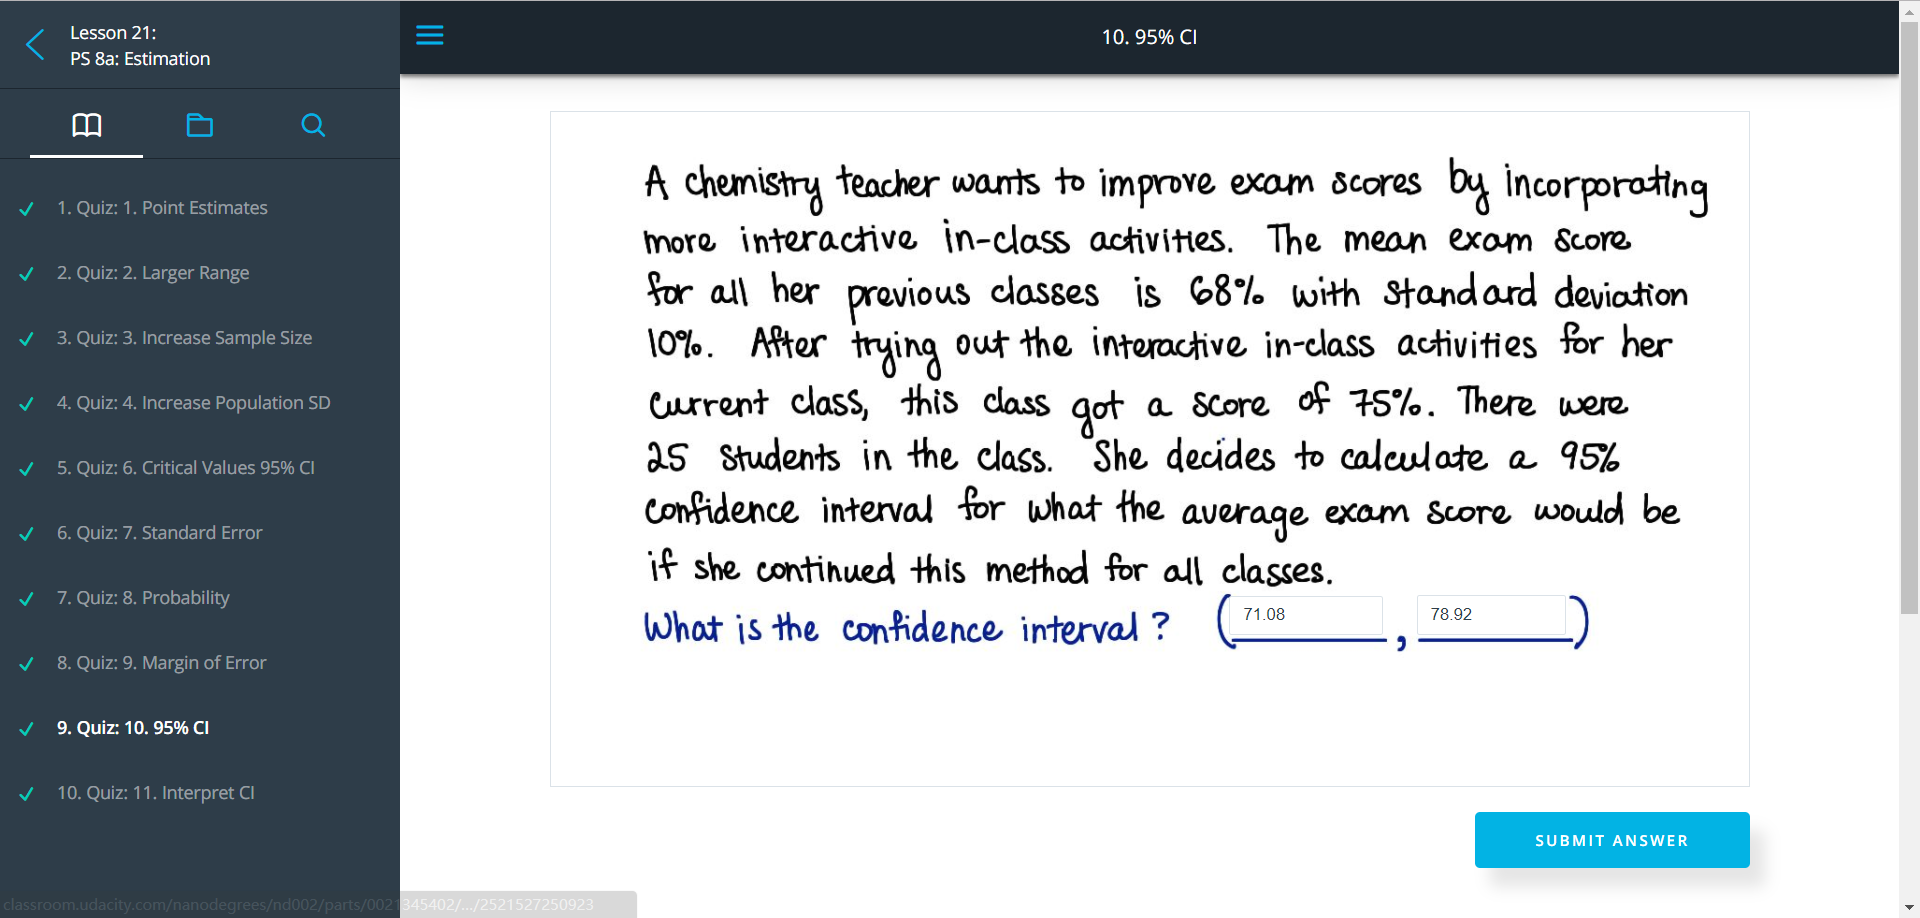 Lesson 21:
PS 8a: Estimation
10. 95% CI
1. Quiz: 1. Point Estimates
2. Quiz: 2. Larger Range
3. Quiz: 3. Increase Sample Size
4. Quiz: 4. Increase Population SD
5. Quiz: 6. Critical Values 95% CI
6. Quiz: 7. Standard Error
7. Quiz: 8. Probability
8. Quiz: 9. Margin of Error
9. Quiz: 10. 95% CI
10. Quiz: 11. Interpret CI
A chemistry teacher wants to improve exam scores by incorporating
more interactive in-class activities. The mean exam score
for all her previous classes is 68% with standard deviation
10%. After trying out the interactive in-class activities for her
current class, this class got a score of 75%. There were
25 students in the class. She decides to calculate a 95%
confidence interval for what the average exam score would be
if she continued this method for all classes.
What is the confidence interval? (71.08, 78.92)
SUBMIT ANSWER
classroom.udacity.com/nanodegrees/nd002/parts/0021345402/.../2521527250923